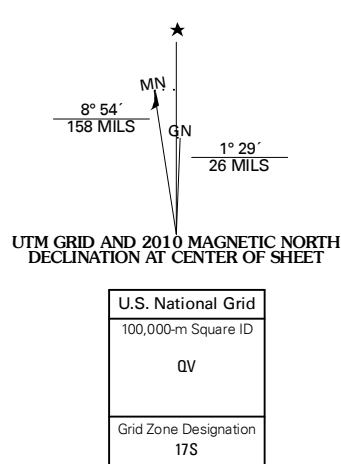 MN
GN
8° 54´
158 MILS
1° 29´
26 MILS
UTM GRID AND 2010 MAGNETIC NORTH
DECLINATION AT CENTER OF SHEET
U.S. National Grid
100,000-m Square ID
QV
Grid Zone Designation
17S